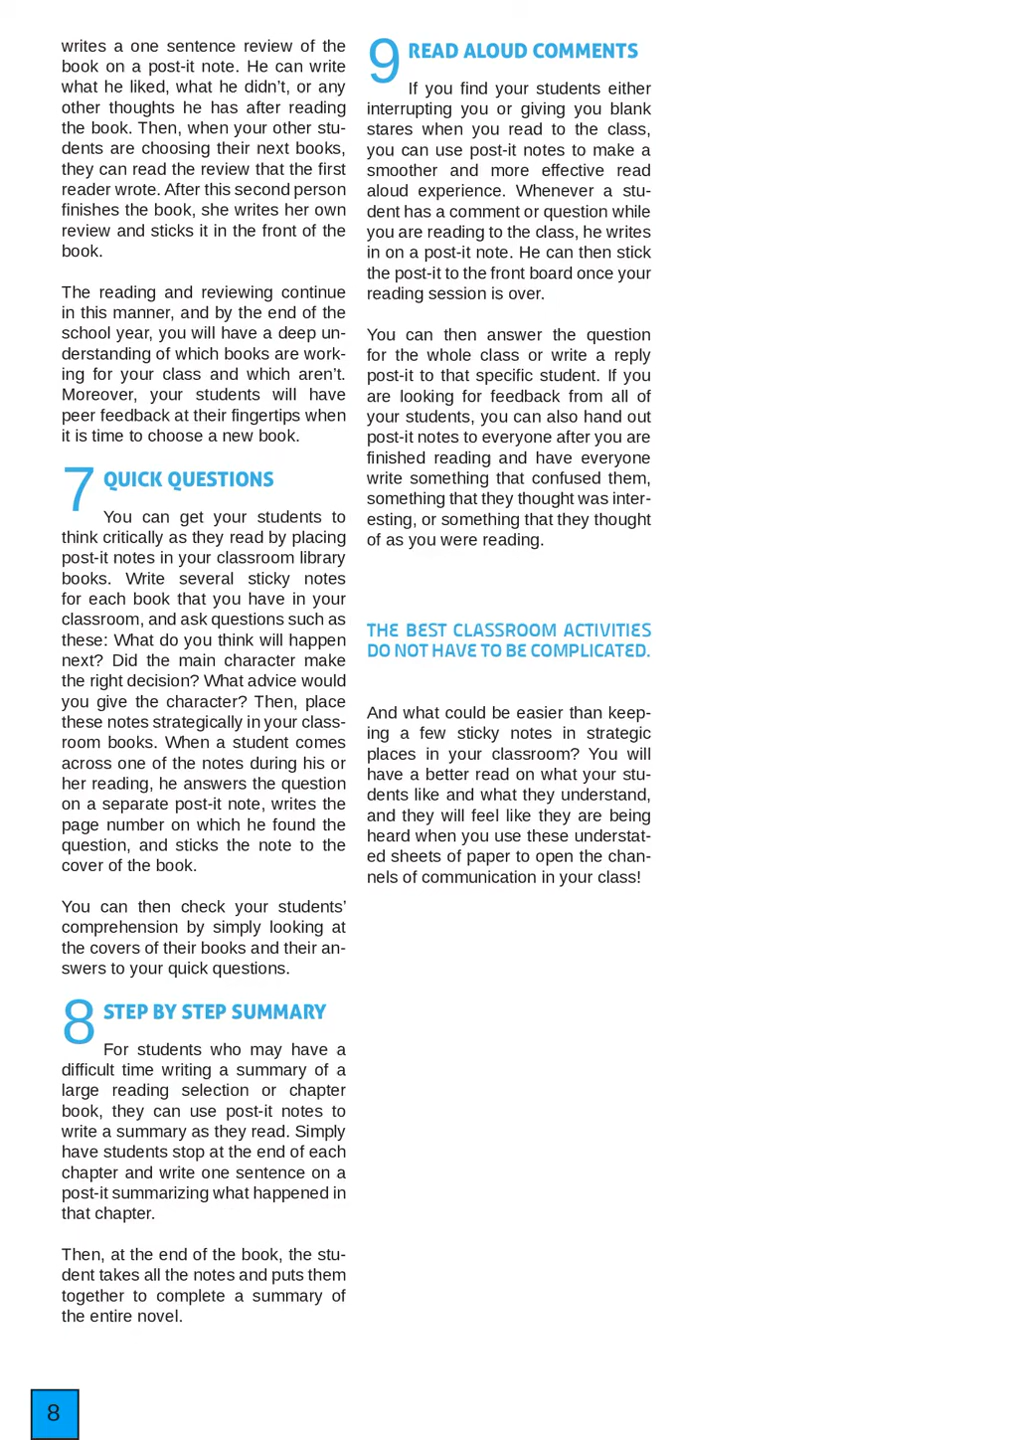 writes a one sentence review of the
book on a post-it note. He can write
what he liked, what he didn't, or any
other thoughts he has after reading
the book. Then, when your other stu-
dents are choosing their next books,
they can read the review that the first
reader wrote. After this second person
finishes the book, she writes her own
review and sticks it in the front of the
book.
The reading and reviewing continue
in this manner, and by the end of the
school year, you will have a deep un-
derstanding of which books are work-
ing for your class and which aren't.
Moreover, your students will have
peer feedback at their fingertips when
it is time to choose a new book.
7 QUICK QUESTIONS
You can get your students to
think critically as they read by placing
post-it notes in your classroom library
books. Write several sticky notes
for each book that you have in your
classroom, and ask questions such as
these: What do you think will happen
next? Did the main character make
the right decision? What advice would
you give the character? Then, place
these notes strategically in your class-
room books. When a student comes
across one of the notes during his or
her reading, he answers the question
on a separate post-it note, writes the
page number on which he found the
question, and sticks the note to the
cover of the book.
You can then check your students'
comprehension by simply looking at
the covers of their books and their an-
swers to your quick questions.
8 STEP BY STEP SUMMARY
For students who may have a
difficult time writing a summary of a
large reading selection or chapter
book, they can use post-it notes to
write a summary as they read. Simply
have students stop at the end of each
chapter and write one sentence on a
post-it summarizing what happened in
that chapter.
Then, at the end of the book, the stu-
dent takes all the notes and puts them
together to complete a summary of
the entire novel.
9 READ ALOUD COMMENTS
If you find your students either
interrupting you or giving you blank
stares when you read to the class,
you can use post-it notes to make a
smoother and more effective read
aloud experience. Whenever a stu-
dent has a comment or question while
you are reading to the class, he writes
in on a post-it note. He can then stick
the post-it to the front board once your
reading session is over.
You can then answer the question
for the whole class or write a reply
post-it to that specific student. If you
are looking for feedback from all of
your students, you can also hand out
post-it notes to everyone after you are
finished reading and have everyone
write something that confused them,
something that they thought was inter-
esting, or something that they thought
of as you were reading.
THE BEST CLASSROOM ACTIVITIES
DO NOT HAVE TO BE COMPLICATED.
And what could be easier than keep-
ing a few sticky notes in strategic
places in your classroom? You will
have a better read on what your stu-
dents like and what they understand,
and they will feel like they are being
heard when you use these understat-
ed sheets of paper to open the chan-
nels of communication in your class!
8